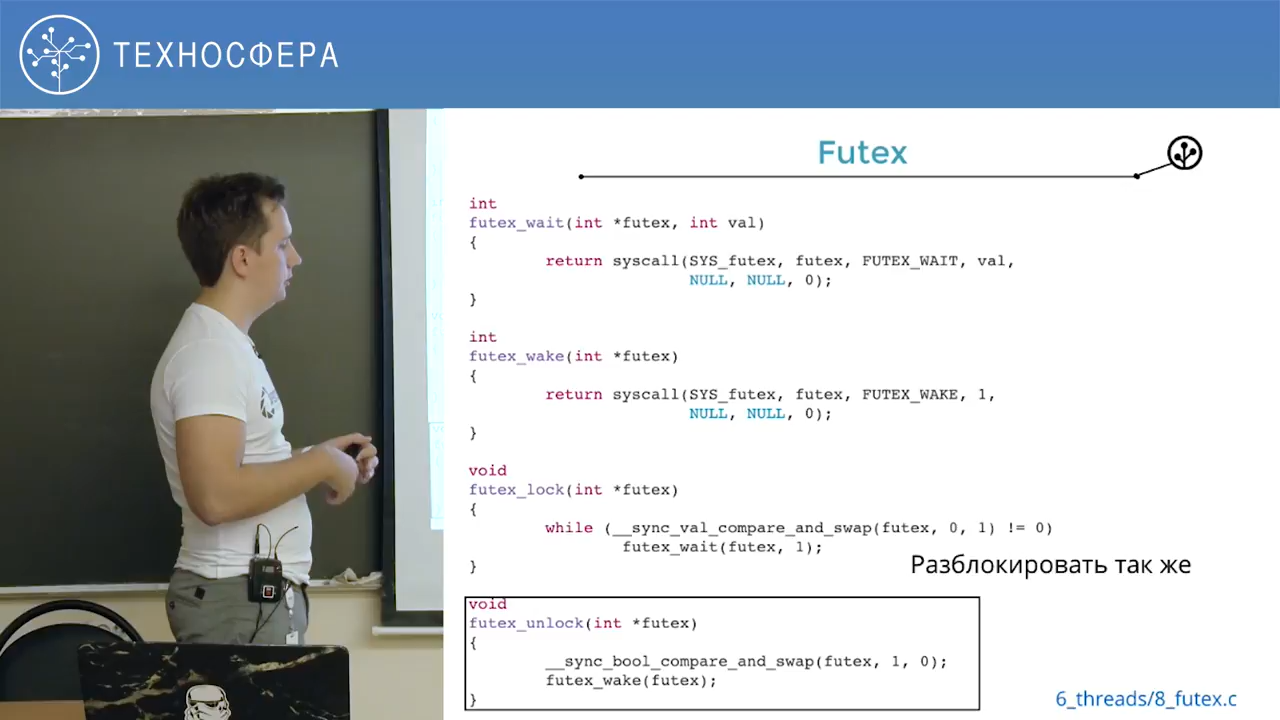 ТЕХНОСФЕРА
Futex
int
futex_wait(int *futex, int val)
{
return syscall(SYS_futex, futex, FUTEX_WAIT, val,
NULL, NULL, 0);
}
int
futex_wake(int *futex)
{
return syscall(SYS_futex, futex, FUTEX_WAKE, 1,
NULL, NULL, 0);
}
void
futex_lock(int *futex)
{
while (__sync_val_compare_and_swap(futex, 0, 1) != 0)
futex_wait(futex, 1);
}
Разблокировать так же
void
futex_unlock(int *futex)
{
__sync_bool_compare_and_swap(futex, 1, 0);
futex_wake(futex);
}
6_threads/8_futex.c